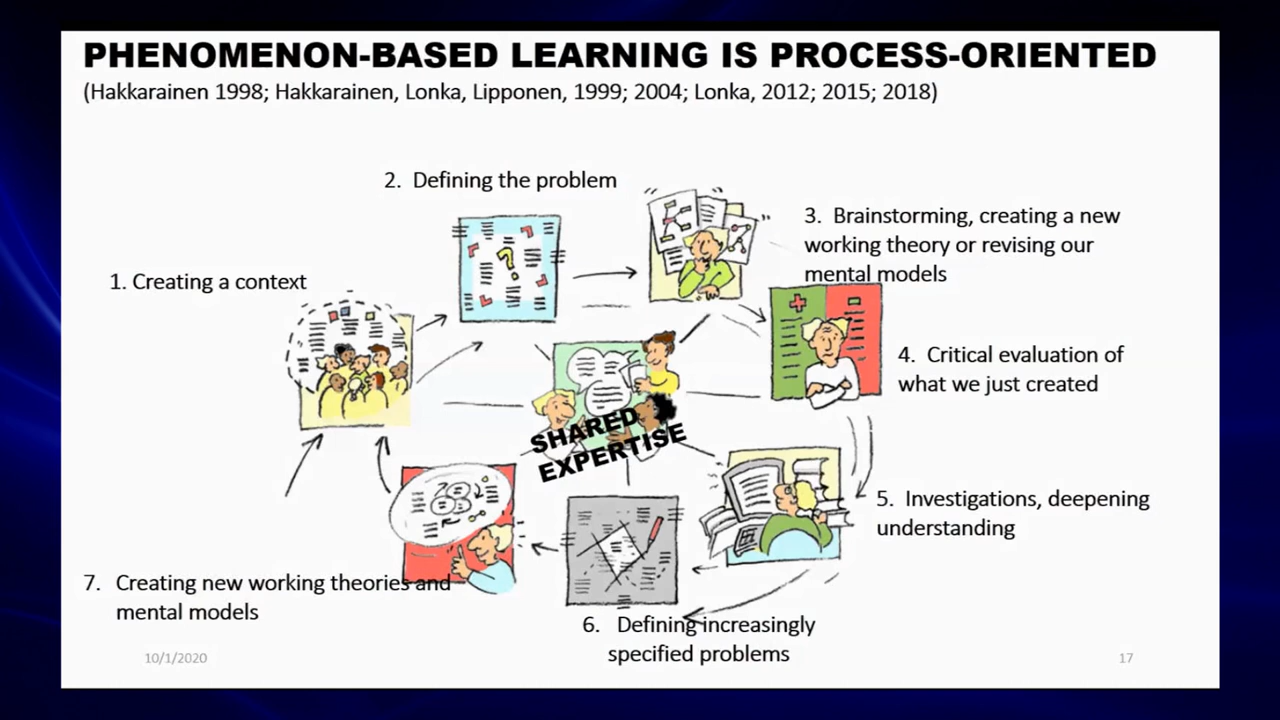 PHENOMENON-BASED LEARNING IS PROCESS-ORIENTED
(Hakkarainen 1998; Hakkarainen, Lonka, Lipponen, 1999; 2004; Lonka, 2012; 2015; 2018)
2. Defining the problem
3. Brainstorming, creating a new
working theory or revising our
mental models
1. Creating a context
?
4. Critical evaluation of
what we just created
SHARED
EXPERTISE
5. Investigations, deepening
understanding
7. Creating new working theories and
mental models
6. Defining increasingly
specified problems
10/1/2020
17